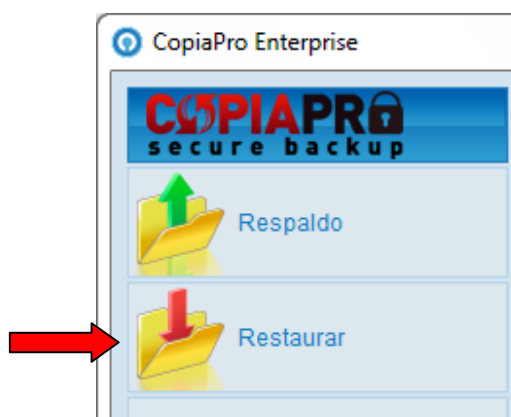 CopiaPro Enterprise
COPIAPRO
secure backup
Respaldo
Restaurar